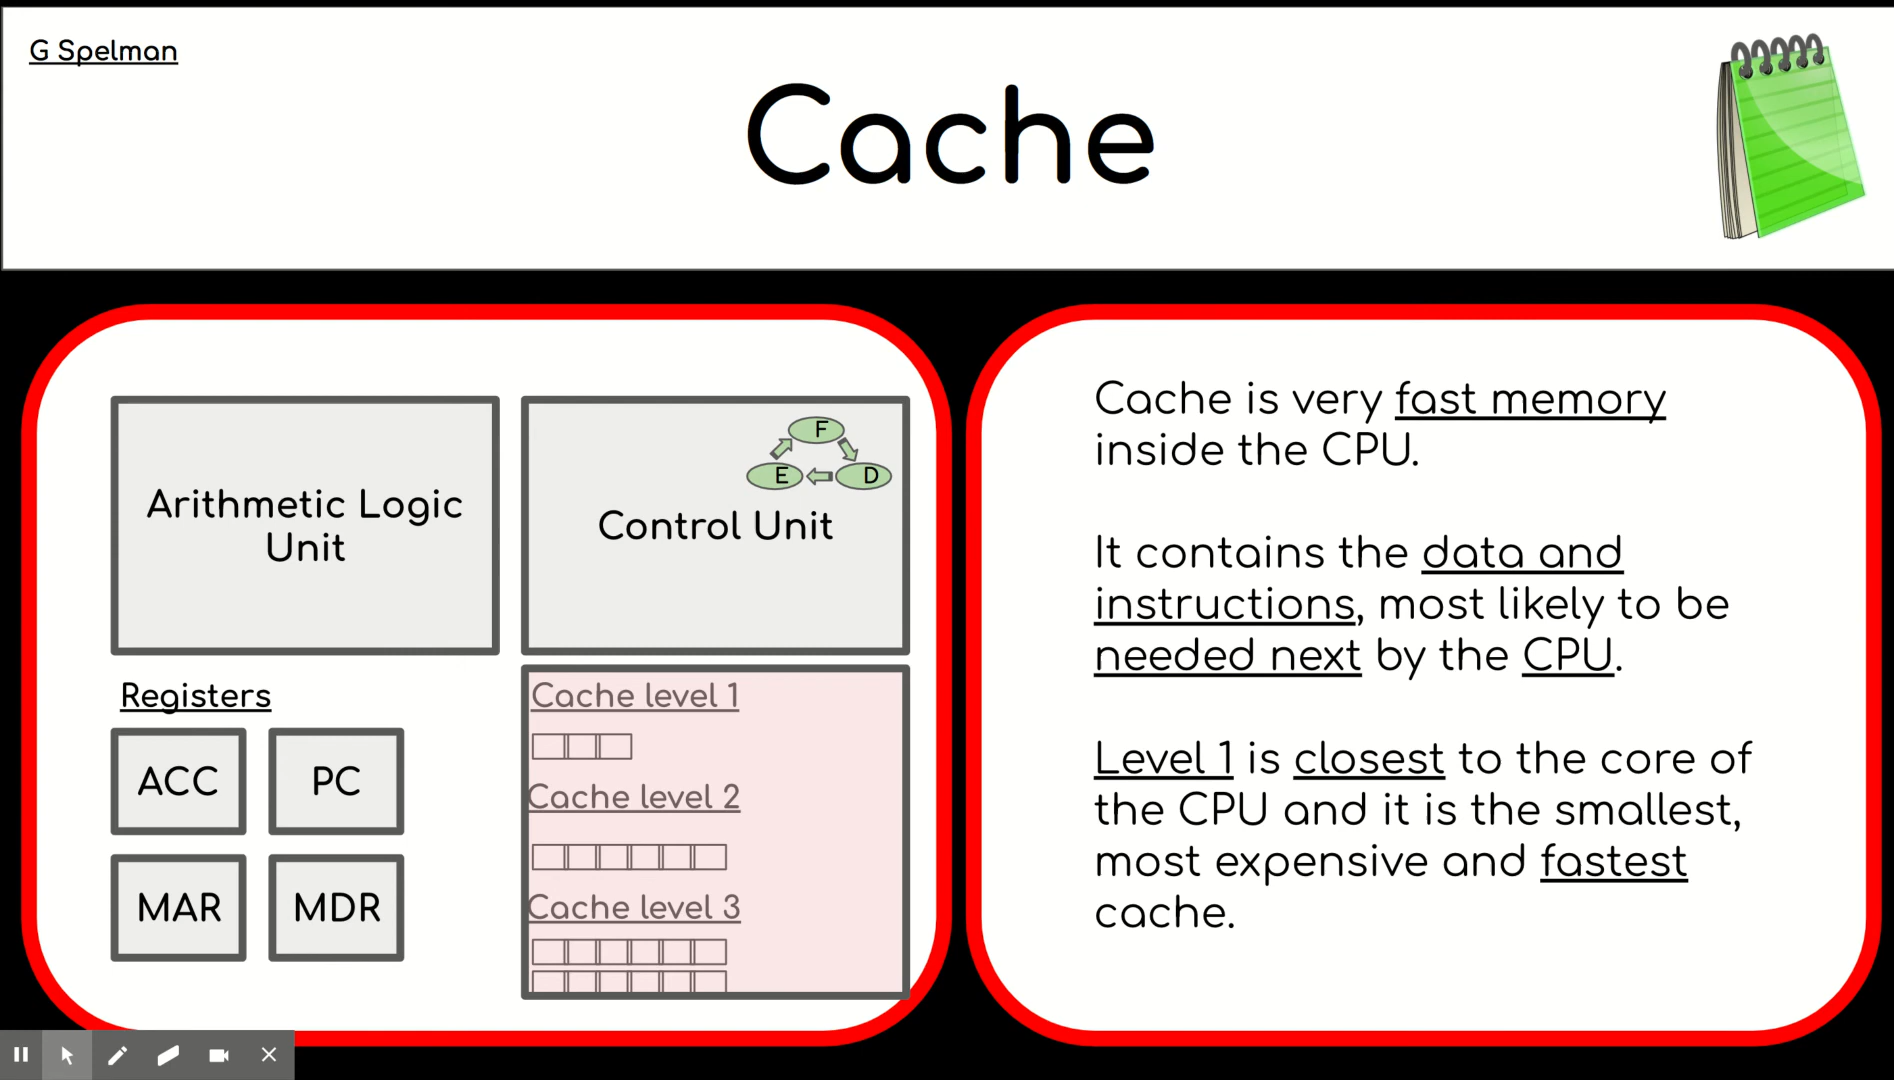 G Spelman
Cache
Arithmetic Logic
Unit
F
E
D
Control Unit
Registers
ACC
PC
MAR
MDR
Cache level 1
Cache level 2
Cache level 3
Cache is very fast memory
inside the CPU.
It contains the data and
instructions, most likely to be
needed next by the CPU.
Level 1 is closest to the core of
the CPU and it is the smallest,
most expensive and fastest
cache.